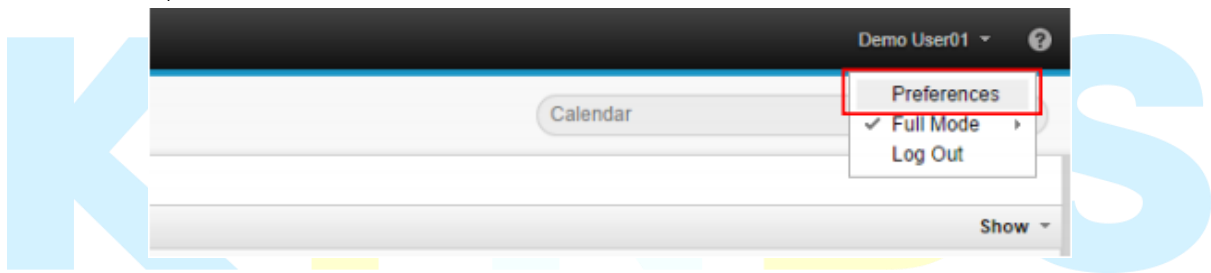 Demo User01
Preferences
Calendar
Full Mode
Log Out
Show